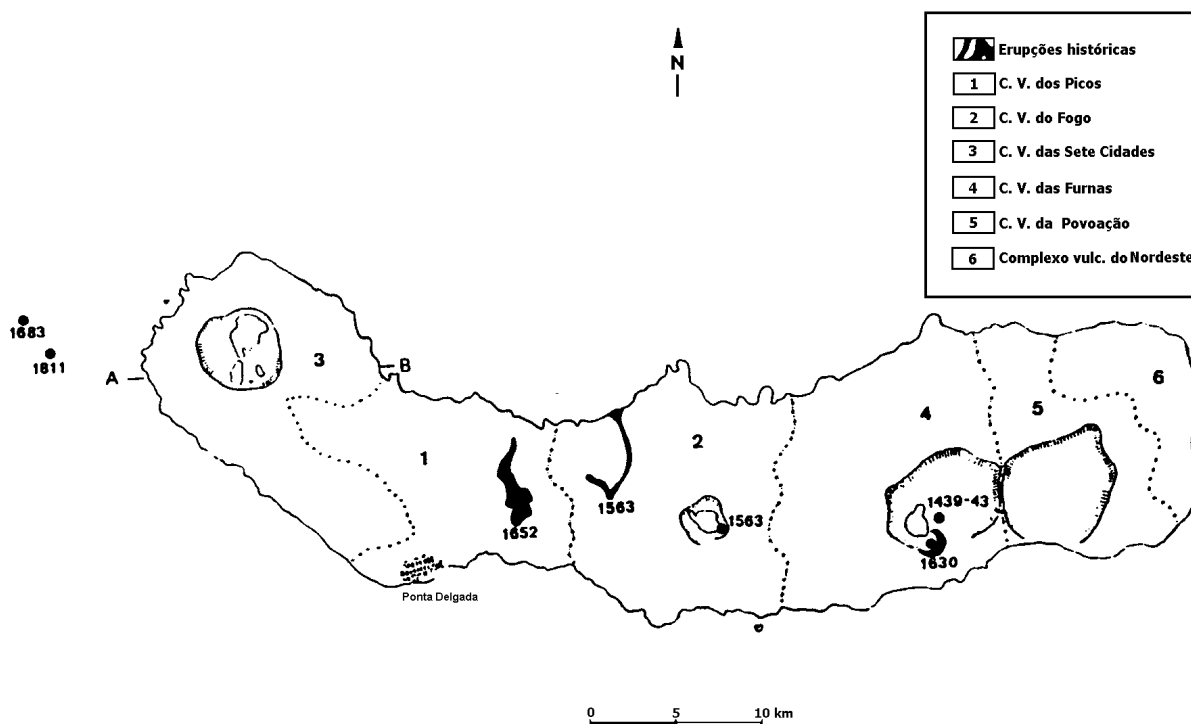 N
Erupções históricas
1 C. V. dos Picos
2 C. V. do Fogo
3 C. V. das Sete Cidades
4 C. V. das Furnas
5 C. V. da Povoação
6 Complexo vulc. do Nordeste
1683
1811
A
B
3
1
2
4
5
6
1652
1563
1563
1439-43
1630
Ponta Delgada
0 5 10 km